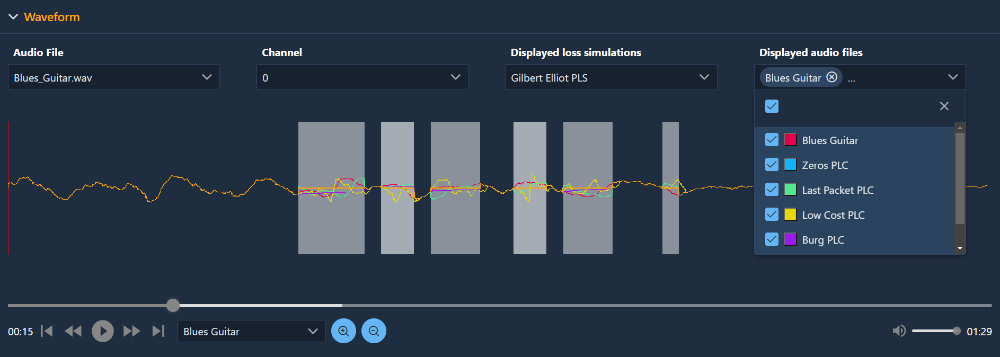 Waveform
Audio File
Channel
Displayed loss simulations
Displayed audio files
Blues_Guitar.wav
0
Gilbert Elliot PLS
Blues Guitar ...
Blues Guitar
Zeros PLC
Last Packet PLC
Low Cost PLC
Burg PLC
00:15
Blues Guitar
01:29